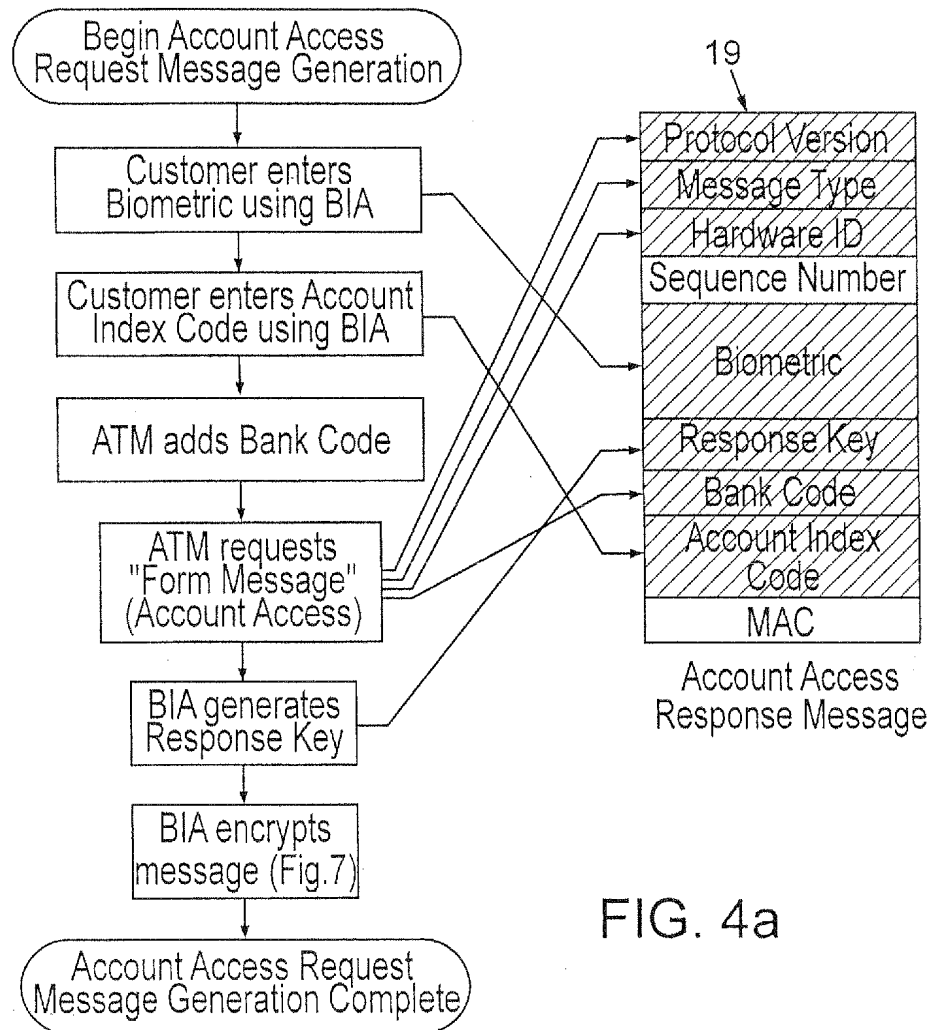 Begin Account Access
Request Message Generation
Customer enters
Biometric using BIA
Customer enters Account
Index Code using BIA
ATM adds Bank Code
ATM requests
"Form Message"
(Account Access)
BIA generates
Response Key
BIA encrypts
message (Fig.7)
Account Access Request
Message Generation Complete
19
Protocol Version
Message Type
Hardware ID
Sequence Number
Biometric
Response Key
Bank Code
Account Index
Code
MAC
Account Access
Response Message
FIG. 4a